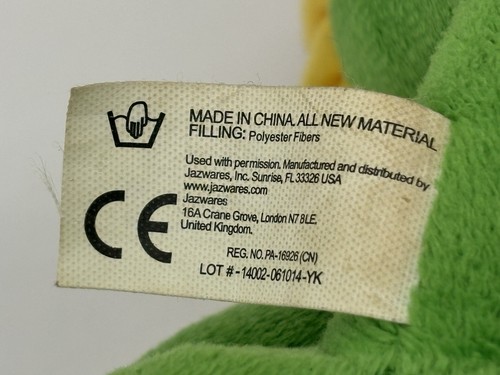 MADE IN CHINA. ALL NEW MATERIAL
FILLING: Polyester Fibers
Used with permission. Manufactured and distributed by
Jazwares, Inc. Sunrise, FL 33326 USA
www.jazwares.com
Jazwares
16A Crane Grove, London N7 8LE,
United Kingdom.
CE
REG. NO. PA-16926 (CN)
LOT # -14002-061014-YK